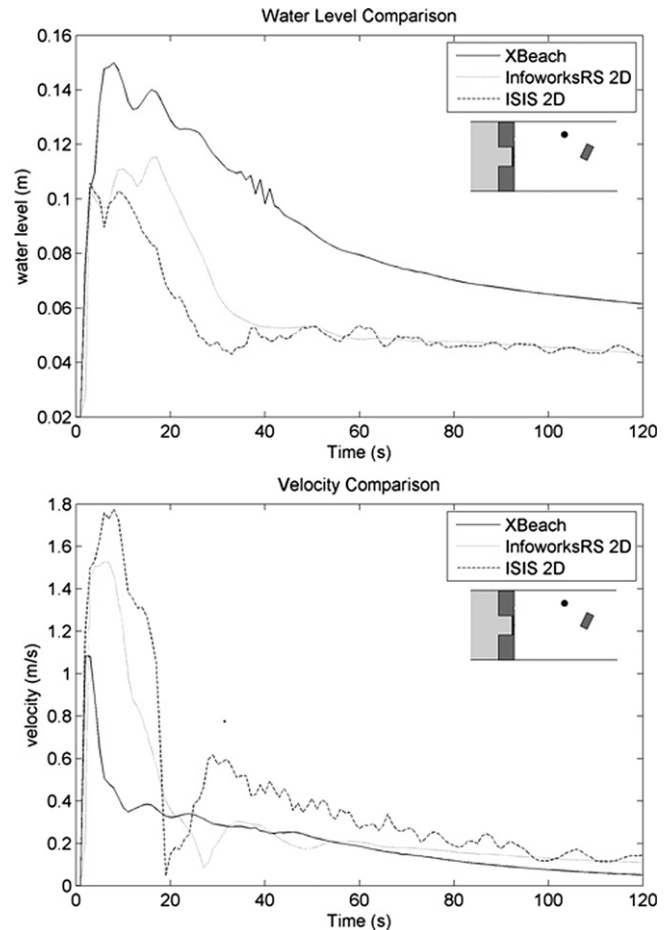 Water Level Comparison
0.16
0.14
0.12
0.1
0.08
0.06
0.04
0.02
water level (m)
XBeach
InfoworksRS 2D
ISIS 2D
0 20 40 60 80 100 120
Time (s)
Velocity Comparison
1.8
1.6
1.4
1.2
1
0.8
0.6
0.4
0.2
0
velocity (m/s)
XBeach
InfoworksRS 2D
ISIS 2D
0 20 40 60 80 100 120
Time (s)